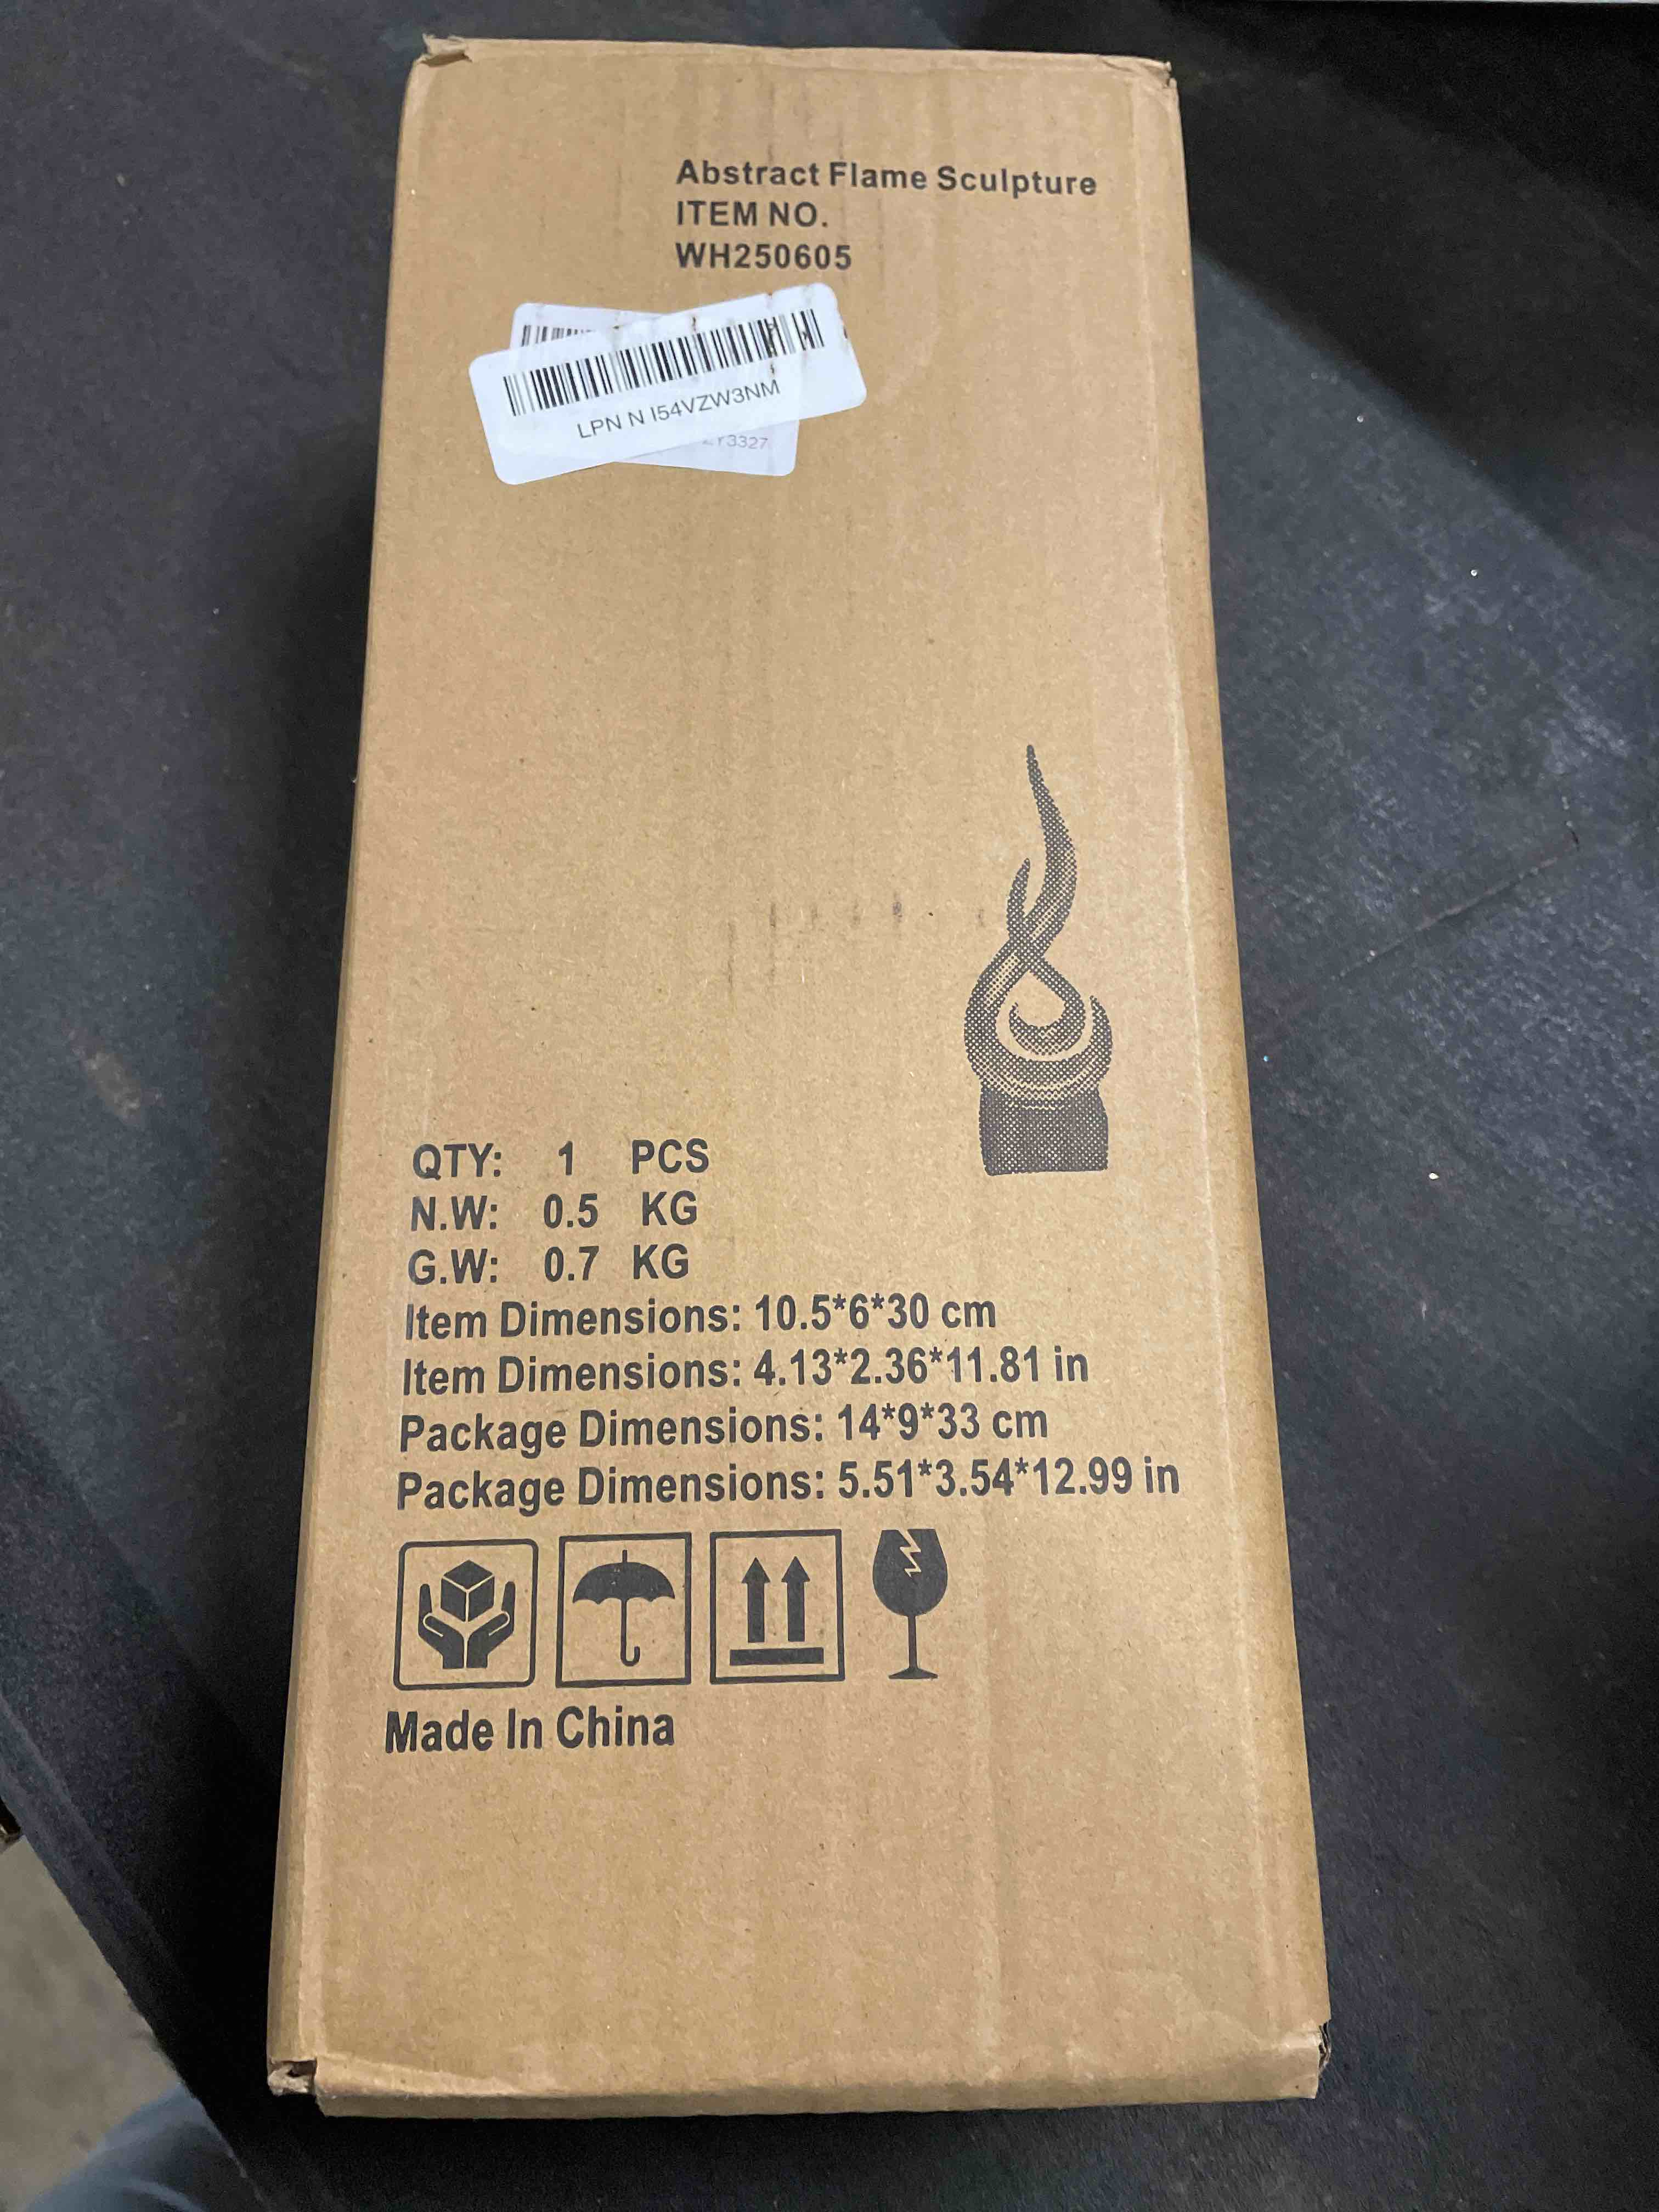 Abstract Flame Sculpture
ITEM NO.
WH250605
LPN N I54VZW3NM
3327
QTY: 1 PCS
N.W: 0.5 KG
G.W: 0.7 KG
Item Dimensions: 10.5*6*30 cm
Item Dimensions: 4.13*2.36*11.81 in
Package Dimensions: 14*9*33 cm
Package Dimensions: 5.51*3.54*12.99 in
Made In China